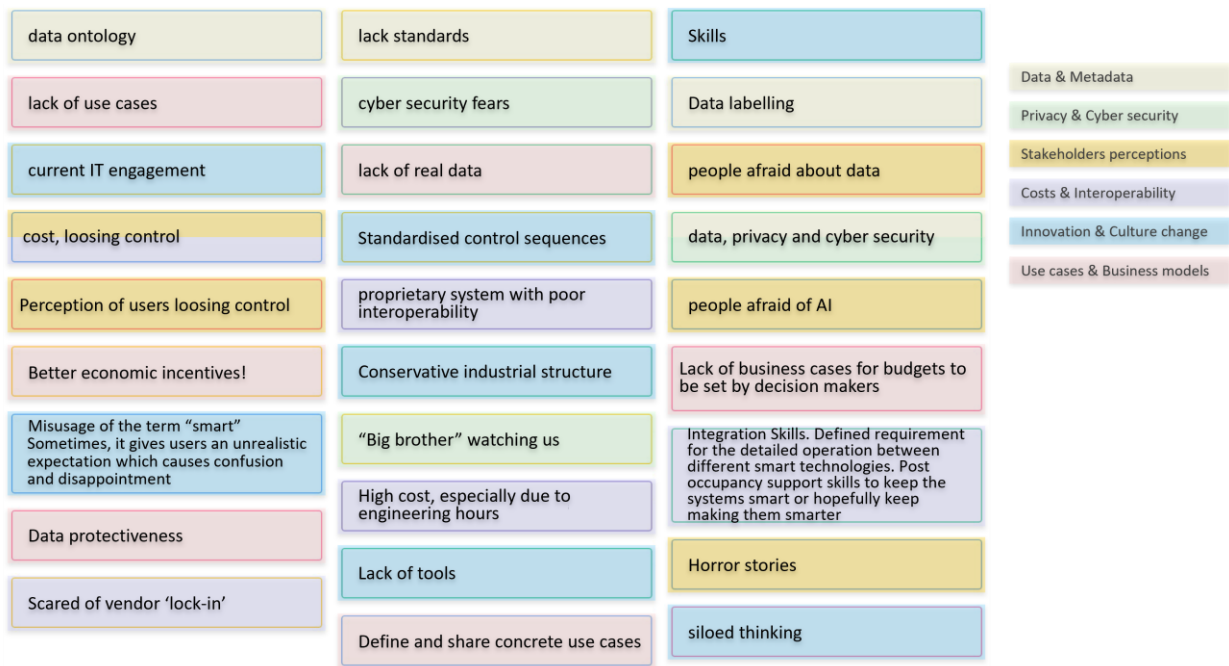 data ontology
lack of use cases
current IT engagement
cost, loosing control
Perception of users loosing control
Better economic incentives!
Misusage of the term “smart”
Sometimes, it gives users an unrealistic
expectation which causes confusion
and disappointment
Data protectiveness
Scared of vendor ‘lock-in’
lack standards
cyber security fears
lack of real data
Standardised control sequences
proprietary system with poor
interoperability
Conservative industrial structure
“Big brother” watching us
High cost, especially due to
engineering hours
Lack of tools
Define and share concrete use cases
Skills
Data labelling
people afraid about data
data, privacy and cyber security
people afraid of AI
Lack of business cases for budgets to
be set by decision makers
Integration Skills. Defined requirement
for the detailed operation between
different smart technologies. Post
occupancy support skills to keep the
systems smart or hopefully keep
making them smarter
Horror stories
siloed thinking
Data & Metadata
Privacy & Cyber security
Stakeholders perceptions
Costs & Interoperability
Innovation & Culture change
Use cases & Business models